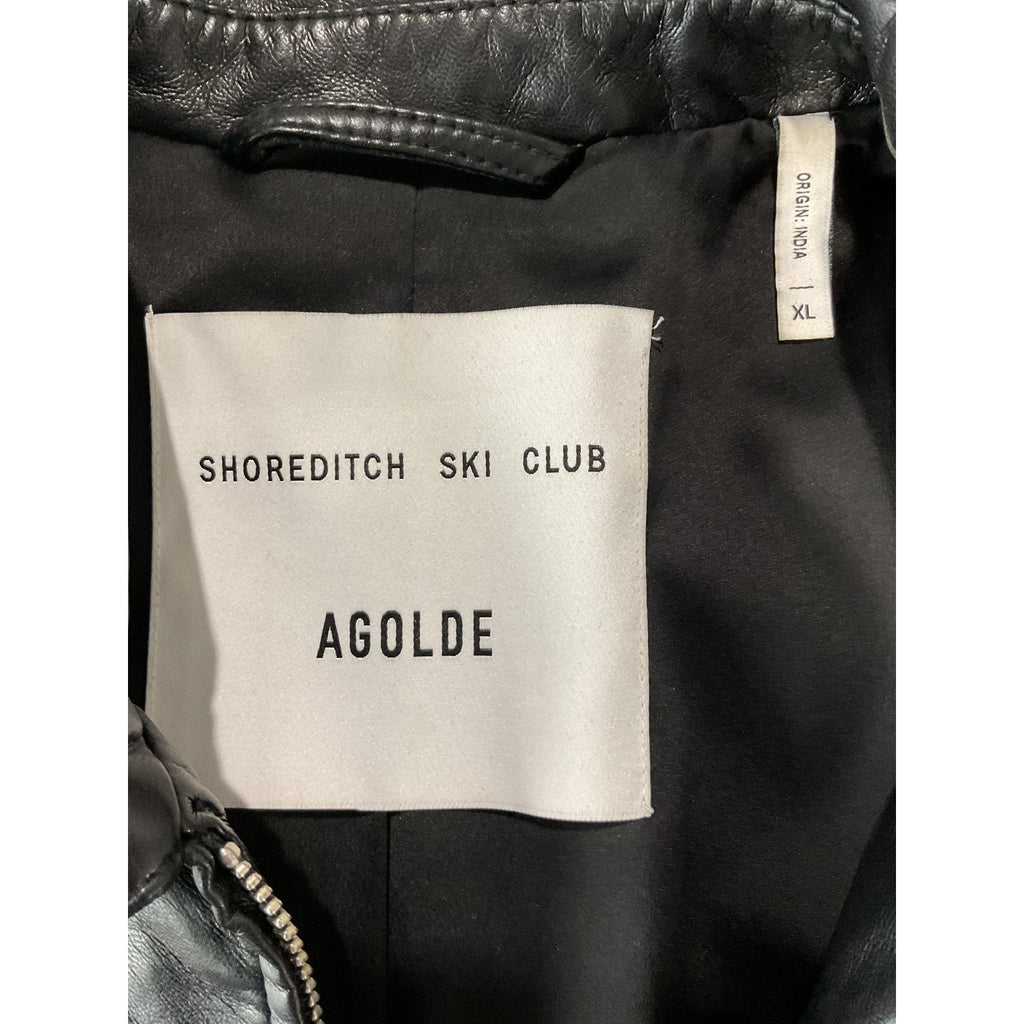 ORIGIN: INDIA | XL
SHOREDITCH SKI CLUB
AGOLDE